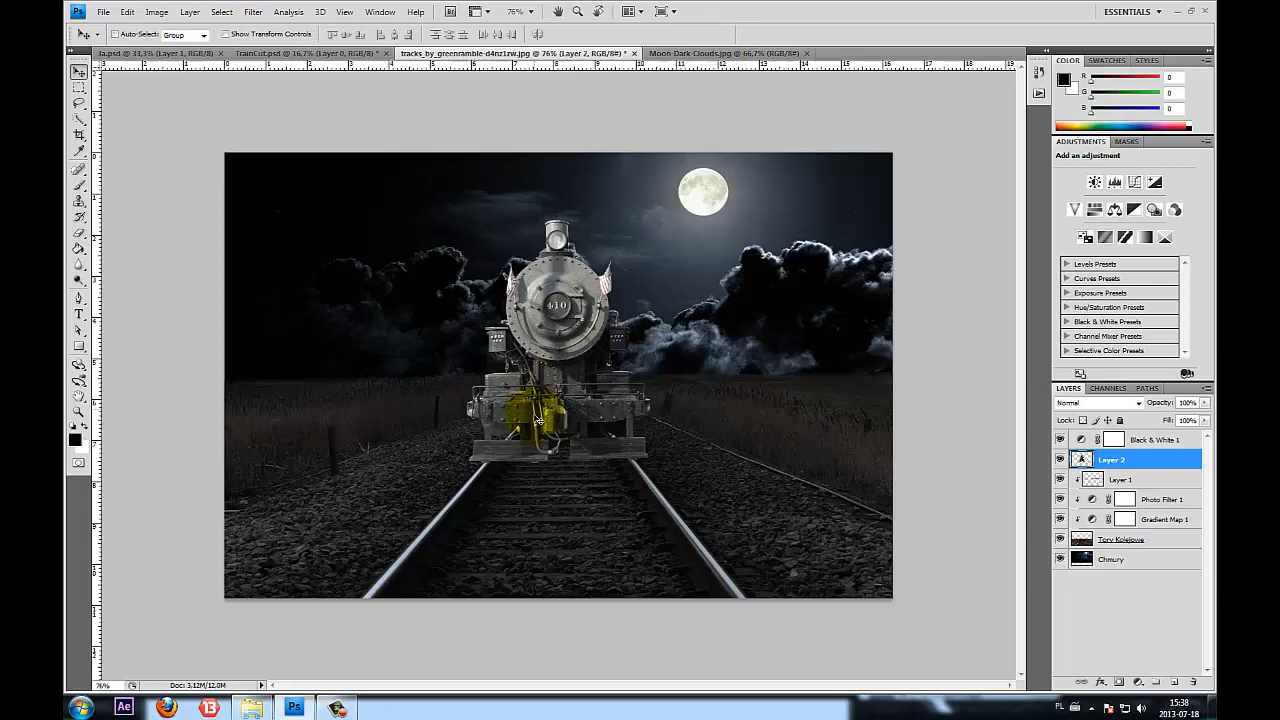 Ps File Edit Image Layer Select Filter Analysis 3D View Window Help Br 76% ESSENTIALS
Auto-Select: Group Show Transform Controls
Ja.psd @ 33,3% (Layer 1, RGB/8) × TrainCut.psd @ 16,7% (Layer 0, RGB/8) * × tracks_by_greenramble-d4nz1zw.jpg @ 76% (Layer 2, RGB/8#) * × Moon-Dark-Clouds.jpg @ 66,7% (RGB/8#) ×
COLOR SWATCHES STYLES
R 0
G 0
B 0
ADJUSTMENTS MASKS
Add an adjustment
Levels Presets
Curves Presets
Exposure Presets
Hue/Saturation Presets
Black & White Presets
Channel Mixer Presets
Selective Color Presets
410
LAYERS CHANNELS PATHS
Normal Opacity: 100%
Lock: Fill: 100%
Black & White 1
Layer 2
Layer 1
Photo Filter 1
Gradient Map 1
Tory Kolejowe
Chmury
76% Doc: 3,12M/12,0M
Ae 13 Ps PL 15:38
2013-07-18